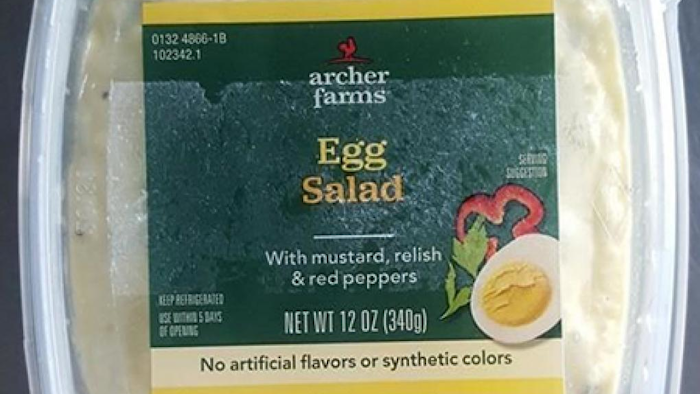 0132 4866-1B
102342.1
archer
farms
Egg
Salad
SERVING
SUGGESTION
With mustard, relish
& red peppers
KEEP REFRIGERATED
USE WITHIN 5 DAYS
OF OPENING
NET WT 12 OZ (340g)
No artificial flavors or synthetic colors